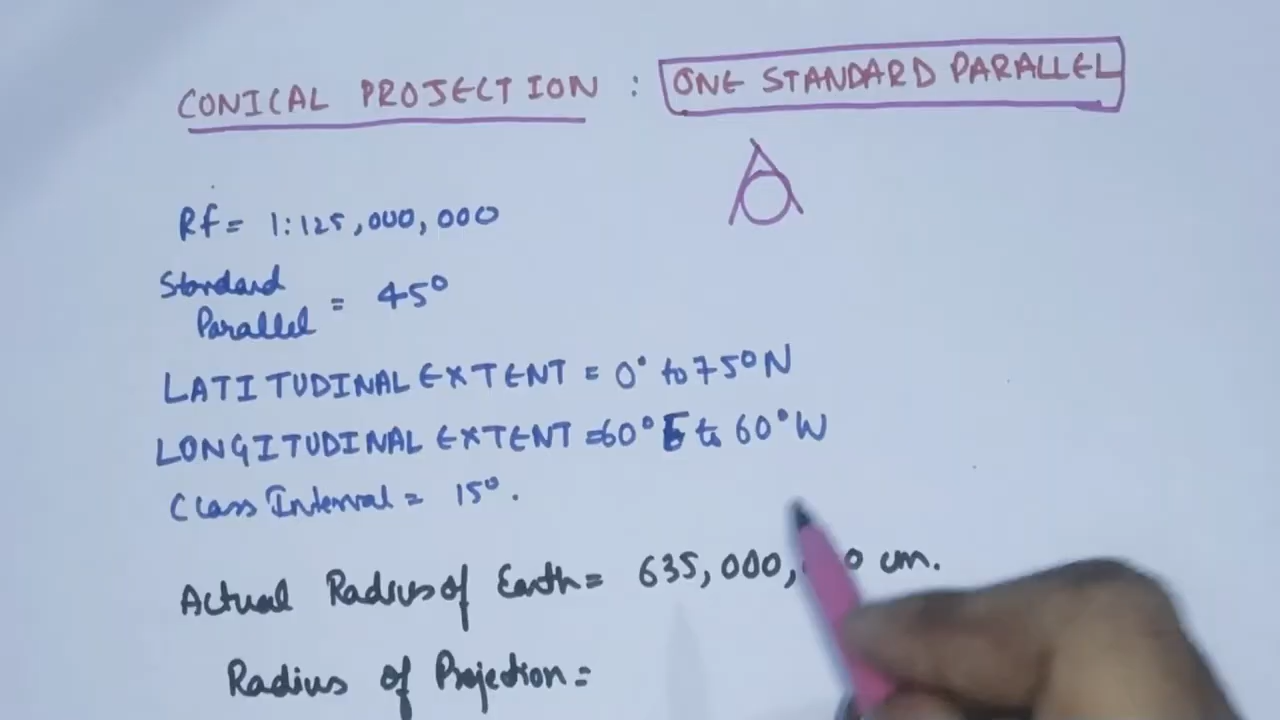 CONICAL PROJECTION : ONE STANDARD PARALLEL
Rf = 1:125,000,000
Standard
Parallel = 45°
LATITUDINAL EXTENT = 0° to 75°N
LONGITUDINAL EXTENT = 60° E to 60° W
Class Interval = 15°.
Actual Radius of Earth = 635,000, cm.
Radius of Projection =